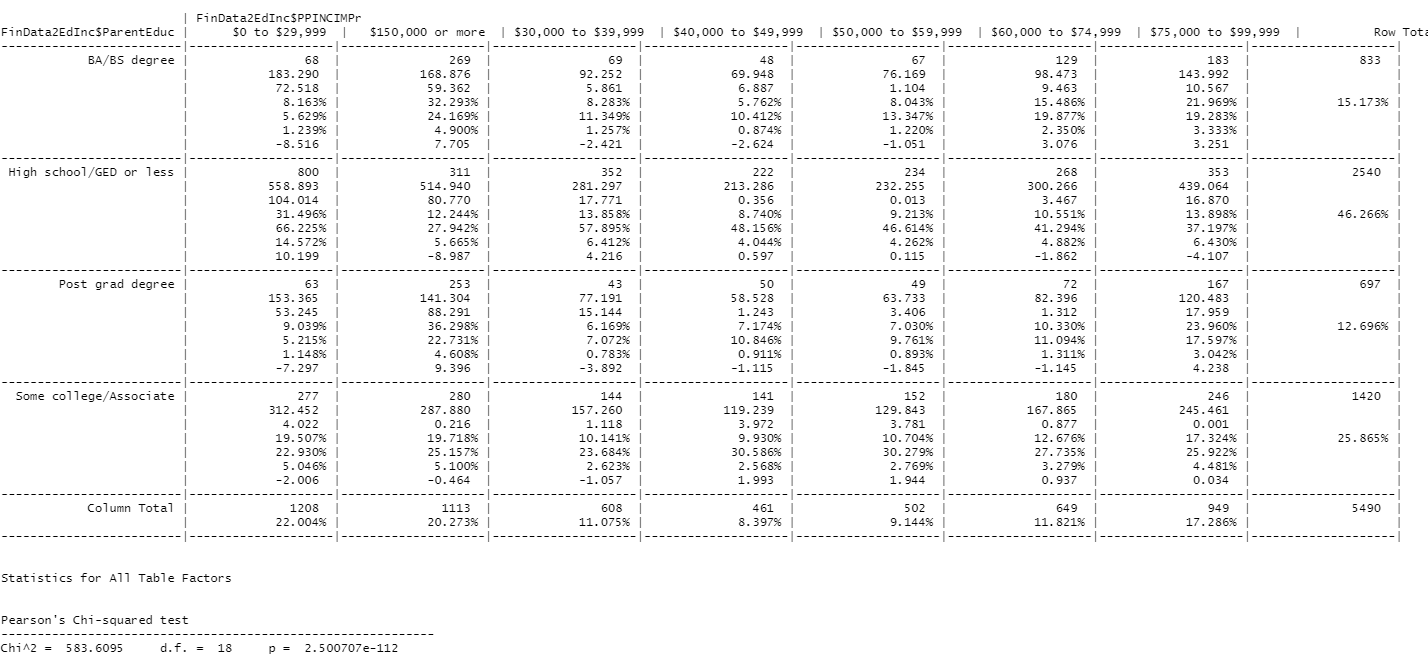 | FinData2EdInc$PPINCIMPr
FinData2EdInc$ParentEduc | $0 to $29,999 | $150,000 or more | $30,000 to $39,999 | $40,000 to $49,999 | $50,000 to $59,999 | $60,000 to $74,999 | $75,000 to $99,999 | Row Tota
-------------------------|--------------------|--------------------|--------------------|--------------------|--------------------|--------------------|--------------------|--------------------|
BA/BS degree | 68 | 269 | 69 | 48 | 67 | 129 | 183 | 833 |
| 183.290 | 168.876 | 92.252 | 69.948 | 76.169 | 98.473 | 143.992 | |
| 72.518 | 59.362 | 5.861 | 6.887 | 1.104 | 9.463 | 10.567 | |
| 8.163% | 32.293% | 8.283% | 5.762% | 8.043% | 15.486% | 21.969% | 15.173% |
| 5.629% | 24.169% | 11.349% | 10.412% | 13.347% | 19.877% | 19.283% | |
| 1.239% | 4.900% | 1.257% | 0.874% | 1.220% | 2.350% | 3.333% | |
| -8.516 | 7.705 | -2.421 | -2.624 | -1.051 | 3.076 | 3.251 | |
-------------------------|--------------------|--------------------|--------------------|--------------------|--------------------|--------------------|--------------------|--------------------|
High school/GED or less | 800 | 311 | 352 | 222 | 234 | 268 | 353 | 2540 |
| 558.893 | 514.940 | 281.297 | 213.286 | 232.255 | 300.266 | 439.064 | |
| 104.014 | 80.770 | 17.771 | 0.356 | 0.013 | 3.467 | 16.870 | |
| 31.496% | 12.244% | 13.858% | 8.740% | 9.213% | 10.551% | 13.898% | 46.266% |
| 66.225% | 27.942% | 57.895% | 48.156% | 46.614% | 41.294% | 37.197% | |
| 14.572% | 5.665% | 6.412% | 4.044% | 4.262% | 4.882% | 6.430% | |
| 10.199 | -8.987 | 4.216 | 0.597 | 0.115 | -1.862 | -4.107 | |
-------------------------|--------------------|--------------------|--------------------|--------------------|--------------------|--------------------|--------------------|--------------------|
Post grad degree | 63 | 253 | 43 | 50 | 49 | 72 | 167 | 697 |
| 153.365 | 141.304 | 77.191 | 58.528 | 63.733 | 82.396 | 120.483 | |
| 53.245 | 88.291 | 15.144 | 1.243 | 3.406 | 1.312 | 17.959 | |
| 9.039% | 36.298% | 6.169% | 7.174% | 7.030% | 10.330% | 23.960% | 12.696% |
| 5.215% | 22.731% | 7.072% | 10.846% | 9.761% | 11.094% | 17.597% | |
| 1.148% | 4.608% | 0.783% | 0.911% | 0.893% | 1.311% | 3.042% | |
| -7.297 | 9.396 | -3.892 | -1.115 | -1.845 | -1.145 | 4.238 | |
-------------------------|--------------------|--------------------|--------------------|--------------------|--------------------|--------------------|--------------------|--------------------|
Some college/Associate | 277 | 280 | 144 | 141 | 152 | 180 | 246 | 1420 |
| 312.452 | 287.880 | 157.260 | 119.239 | 129.843 | 167.865 | 245.461 | |
| 4.022 | 0.216 | 1.118 | 3.972 | 3.781 | 0.877 | 0.001 | |
| 19.507% | 19.718% | 10.141% | 9.930% | 10.704% | 12.676% | 17.324% | 25.865% |
| 22.930% | 25.157% | 23.684% | 30.586% | 30.279% | 27.735% | 25.922% | |
| 5.046% | 5.100% | 2.623% | 2.568% | 2.769% | 3.279% | 4.481% | |
| -2.006 | -0.464 | -1.057 | 1.993 | 1.944 | 0.937 | 0.034 | |
-------------------------|--------------------|--------------------|--------------------|--------------------|--------------------|--------------------|--------------------|--------------------|
Column Total | 1208 | 1113 | 608 | 461 | 502 | 649 | 949 | 5490 |
| 22.004% | 20.273% | 11.075% | 8.397% | 9.144% | 11.821% | 17.286% | |
-------------------------|--------------------|--------------------|--------------------|--------------------|--------------------|--------------------|--------------------|--------------------|
Statistics for All Table Factors
Pearson's Chi-squared test
------------------------------------------------------------
Chi^2 = 583.6095 d.f. = 18 p = 2.500707e-112